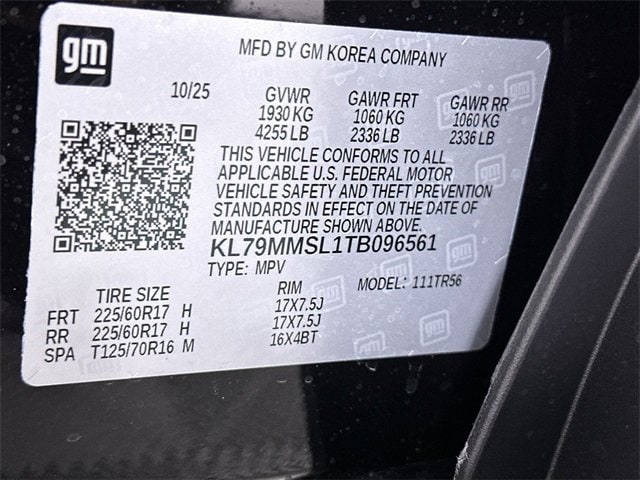 gm
MFD BY GM KOREA COMPANY
10/25 GVWR GAWR FRT GAWR RR
1930 KG 1060 KG 1060 KG
4255 LB 2336 LB 2336 LB
THIS VEHICLE CONFORMS TO ALL
APPLICABLE U.S. FEDERAL MOTOR
VEHICLE SAFETY AND THEFT PREVENTION
STANDARDS IN EFFECT ON THE DATE OF
MANUFACTURE SHOWN ABOVE.
KL79MMSL1TB096561
TYPE: MPV MODEL: 111TR56
TIRE SIZE RIM
FRT 225/60R17 H 17X7.5J
RR 225/60R17 H 17X7.5J
SPA T125/70R16 M 16X4BT